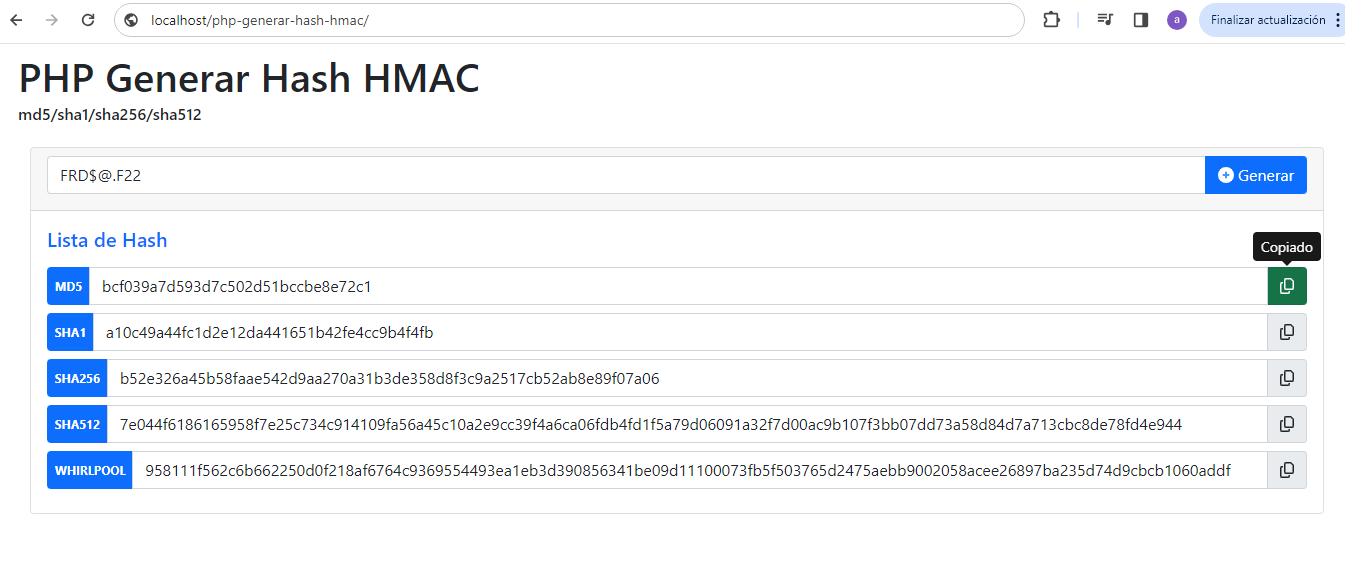 localhost/php-generar-hash-hmac/
a
Finalizar actualización
PHP Generar Hash HMAC
md5/sha1/sha256/sha512
FRD$@.F22
Generar
Lista de Hash
Copiado
MD5 bcf039a7d593d7c502d51bccbe8e72c1
SHA1 a10c49a44fc1d2e12da441651b42fe4cc9b4f4fb
SHA256 b52e326a45b58faae542d9aa270a31b3de358d8f3c9a2517cb52ab8e89f07a06
SHA512 7e044f6186165958f7e25c734c914109fa56a45c10a2e9cc39f4a6ca06fdb4fd1f5a79d06091a32f7d00ac9b107f3bb07dd73a58d84d7a713cbc8de78fd4e944
WHIRLPOOL 958111f562c6b662250d0f218af6764c9369554493ea1eb3d390856341be09d11100073fb5f503765d2475aebb9002058acee26897ba235d74d9cbcb1060addf